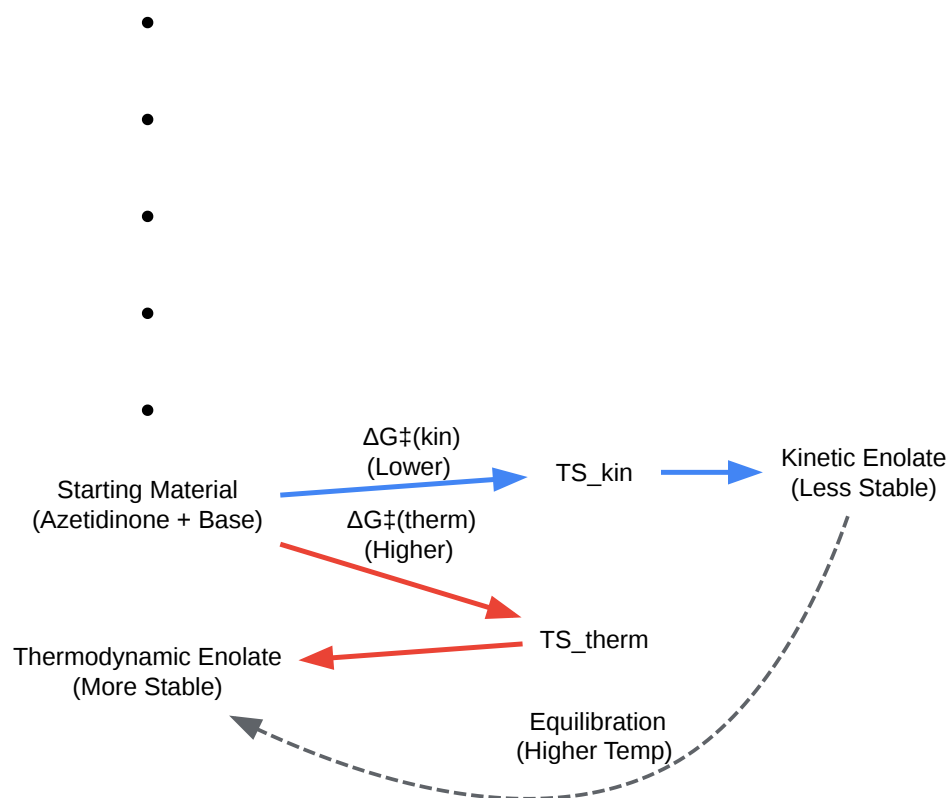 ΔG‡(kin)
(Lower)
TS_kin
Kinetic Enolate
(Less Stable)
Starting Material
(Azetidinone + Base)
ΔG‡(therm)
(Higher)
TS_therm
Thermodynamic Enolate
(More Stable)
Equilibration
(Higher Temp)